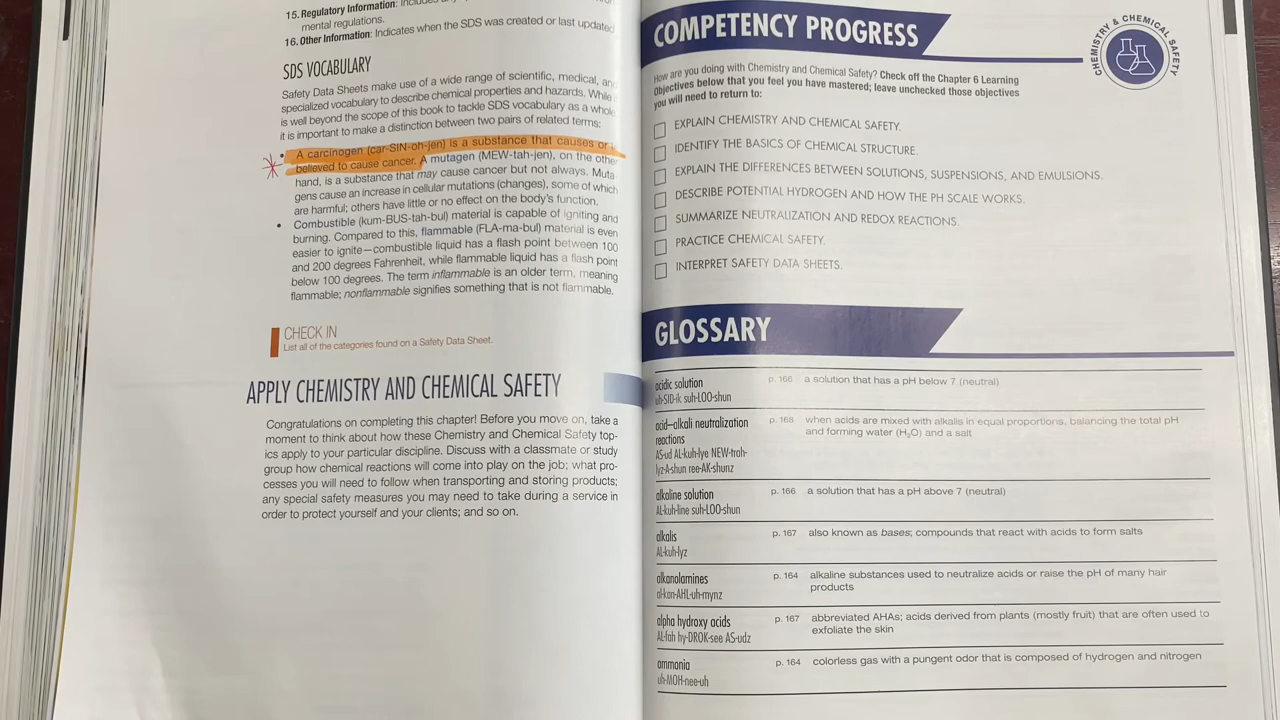 15. Regulatory Information:
mental regulations.
16. Other Information: Indicates when the SDS was created or last updated
SDS VOCABULARY
Safety Data Sheets make use of a wide range of scientific, medical, and
specialized vocabulary to describe chemical properties and hazards. While
is well beyond the scope of this book to tackle SDS vocabulary as a whole
it is important to make a distinction between two pairs of related terms:
• A carcinogen (car-SIN-oh-jen) is a substance that causes or
believed to cause cancer. A mutagen (MEW-tah-jen), on the other
hand, is a substance that may cause cancer but not always. Muta
gens cause an increase in cellular mutations (changes), some of which
are harmful; others have little or no effect on the body's function.
• Combustible (kum-BUS-tah-bul) material is capable of igniting and
burning. Compared to this, flammable (FLA-ma-bul) material is even
easier to ignite—combustible liquid has a flash point between 100
and 200 degrees Fahrenheit, while flammable liquid has a flash point
below 100 degrees. The term inflammable is an older term, meaning
flammable; nonflammable signifies something that is not flammable.
CHECK IN
List all of the categories found on a Safety Data Sheet.
APPLY CHEMISTRY AND CHEMICAL SAFETY
Congratulations on completing this chapter! Before you move on, take a
moment to think about how these Chemistry and Chemical Safety top-
ics apply to your particular discipline. Discuss with a classmate or study
group how chemical reactions will come into play on the job; what pro-
cesses you will need to follow when transporting and storing products;
any special safety measures you may need to take during a service in
order to protect yourself and your clients; and so on.
COMPETENCY PROGRESS
CHEMISTRY & CHEMICAL SAFETY
How are you doing with Chemistry and Chemical Safety? Check off the Chapter 6 Learning
Objectives below that you feel you have mastered; leave unchecked those objectives
you will need to return to:
EXPLAIN CHEMISTRY AND CHEMICAL SAFETY.
IDENTIFY THE BASICS OF CHEMICAL STRUCTURE.
EXPLAIN THE DIFFERENCES BETWEEN SOLUTIONS, SUSPENSIONS, AND EMULSIONS.
DESCRIBE POTENTIAL HYDROGEN AND HOW THE PH SCALE WORKS.
SUMMARIZE NEUTRALIZATION AND REDOX REACTIONS.
PRACTICE CHEMICAL SAFETY.
INTERPRET SAFETY DATA SHEETS.
GLOSSARY
acidic solution p. 166 a solution that has a pH below 7 (neutral)
uh-SID-ik suh-LOO-shun
acid–alkali neutralization p. 168 when acids are mixed with alkalis in equal proportions, balancing the total pH
reactions and forming water (H₂O) and a salt
AS-ud AL-kuh-lye NEW-trah-
lyz-A-shun ree-AK-shunz
alkaline solution p. 166 a solution that has a pH above 7 (neutral)
AL-kuh-line suh-LOO-shun
alkalis p. 167 also known as bases; compounds that react with acids to form salts
AL-kuh-lyz
alkanolamines p. 164 alkaline substances used to neutralize acids or raise the pH of many hair
al-kan-AHL-uh-mynz products
alpha hydroxy acids p. 167 abbreviated AHAs; acids derived from plants (mostly fruit) that are often used to
AL-fah hy-DROK-see AS-udz exfoliate the skin
ammonia p. 164 colorless gas with a pungent odor that is composed of hydrogen and nitrogen
uh-MOH-nee-uh